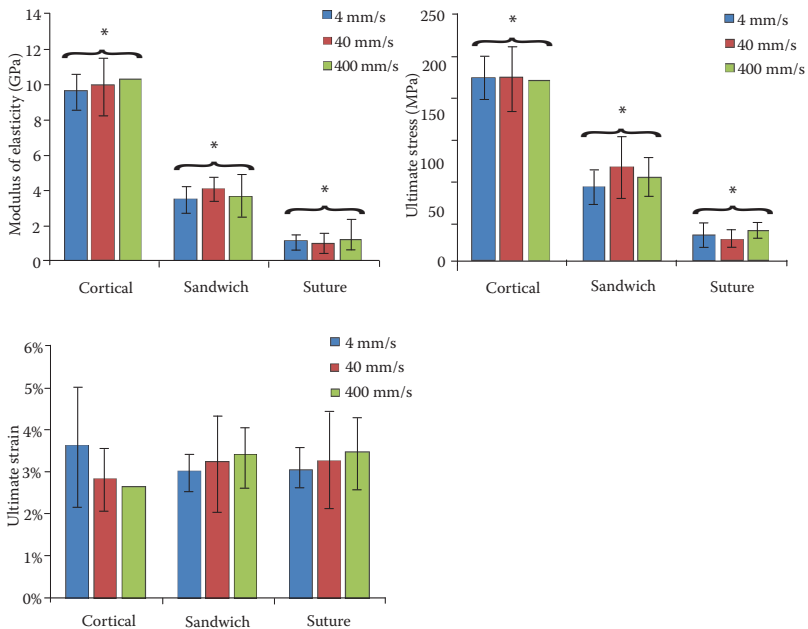 Modulus of elasticity (GPa)
14
12
10
8
6
4
2
0
4 mm/s
40 mm/s
400 mm/s
*
*
*
Cortical
Sandwich
Suture
Ultimate stress (MPa)
250
200
150
100
50
0
4 mm/s
40 mm/s
400 mm/s
*
*
*
Cortical
Sandwich
Suture
Ultimate strain
6%
5%
4%
3%
2%
1%
0%
4 mm/s
40 mm/s
400 mm/s
Cortical
Sandwich
Suture